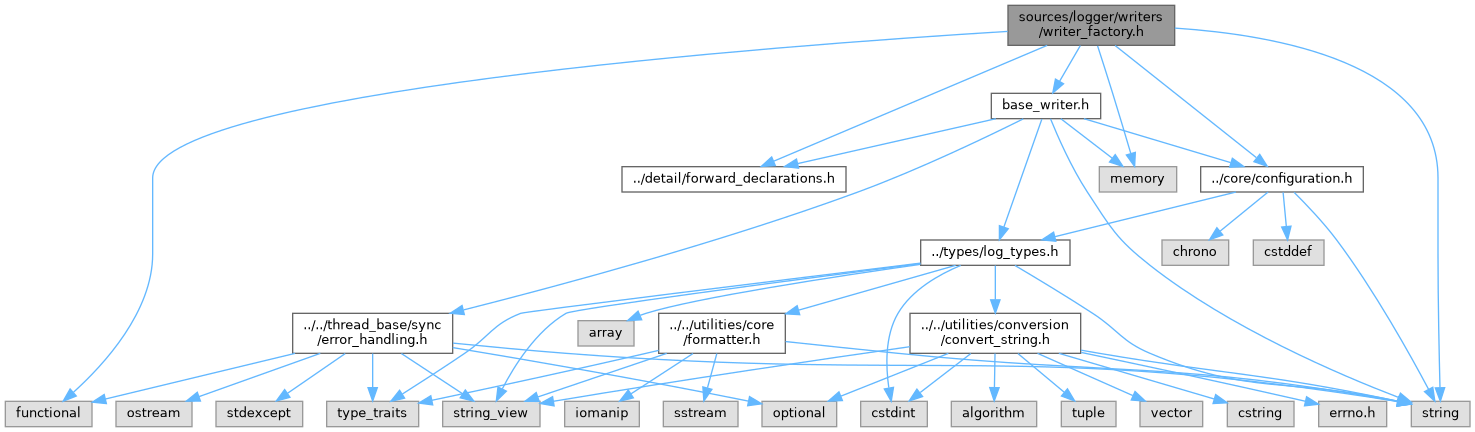 sources/logger/writers
/writer_factory.h
base_writer.h
../detail/forward_declarations.h
memory
../core/configuration.h
../types/log_types.h
chrono
cstddef
../../thread_base/sync
/error_handling.h
array
../../utilities/core
/formatter.h
../../utilities/conversion
/convert_string.h
functional
ostream
stdexcept
type_traits
string_view
iomanip
sstream
optional
cstdint
algorithm
tuple
vector
cstring
errno.h
string